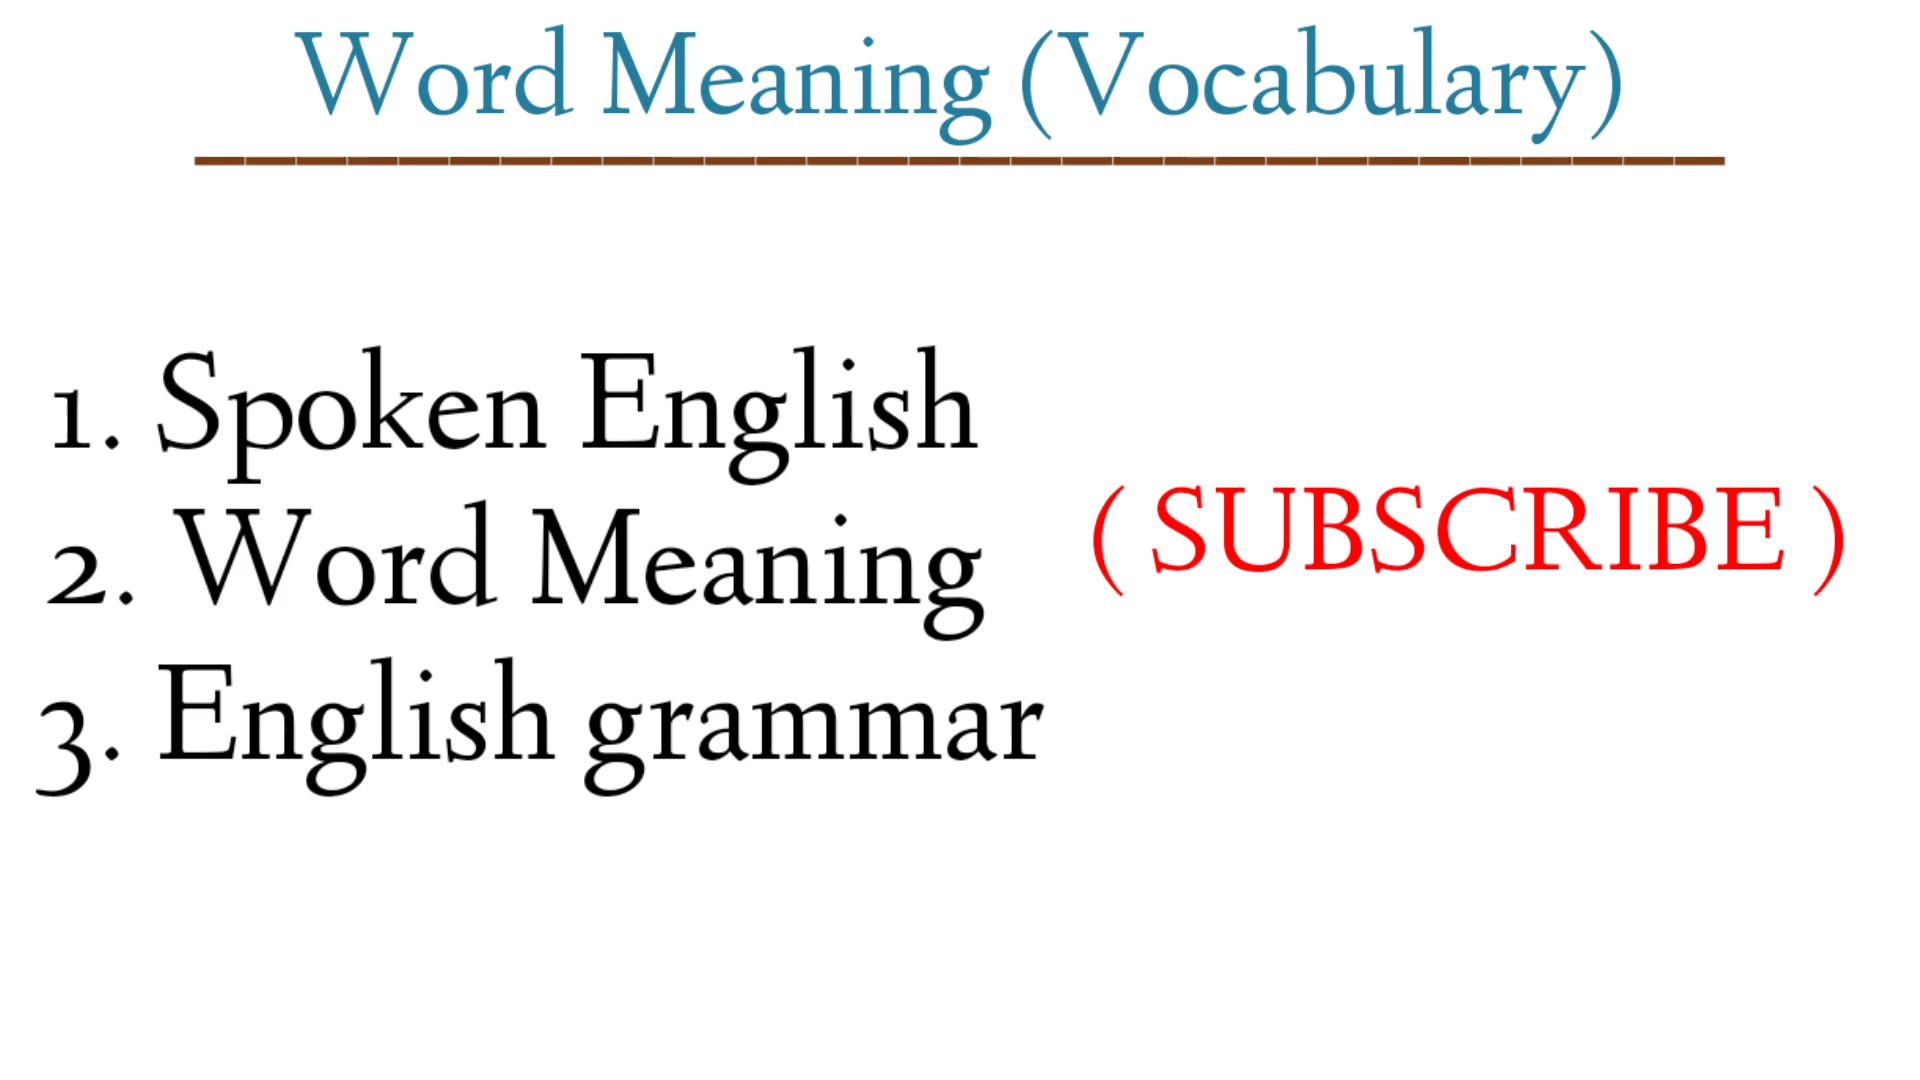 Word Meaning (Vocabulary)
1. Spoken English
2. Word Meaning
( SUBSCRIBE )
3. English grammar